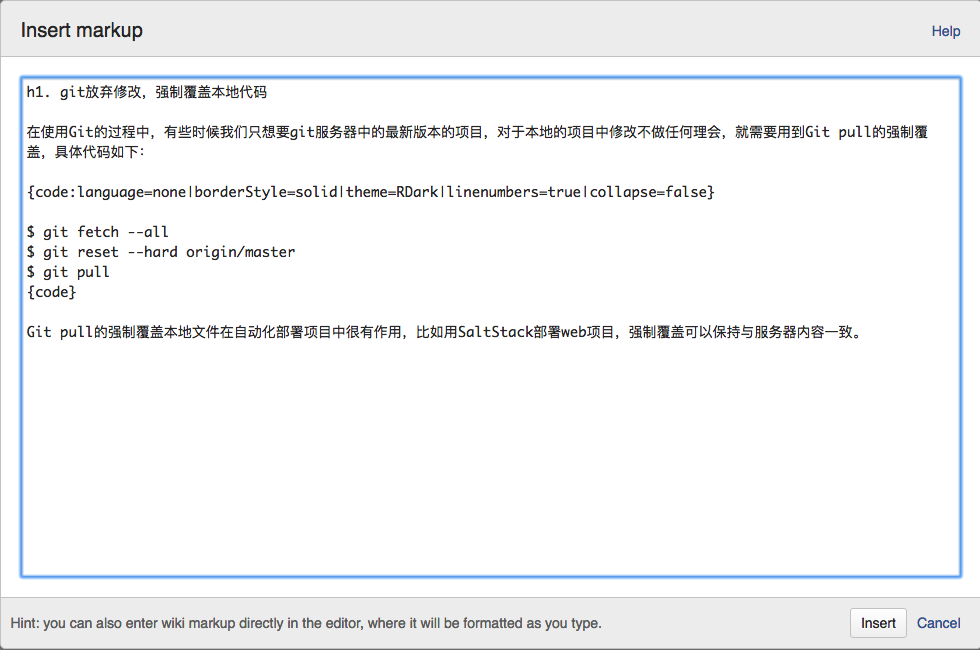 Insert markup
Help
h1. git放弃修改，强制覆盖本地代码
在使用Git的过程中，有些时候我们只想要git服务器中的最新版本的项目，对于本地的项目中修改不做任何理会，就需要用到Git pull的强制覆
盖，具体代码如下：
{code:language=none|borderStyle=solid|theme=RDark|linenumbers=true|collapse=false}
$ git fetch --all
$ git reset --hard origin/master
$ git pull
{code}
Git pull的强制覆盖本地文件在自动化部署项目中很有作用，比如用SaltStack部署web项目，强制覆盖可以保持与服务器内容一致。
Hint: you can also enter wiki markup directly in the editor, where it will be formatted as you type.
Insert
Cancel